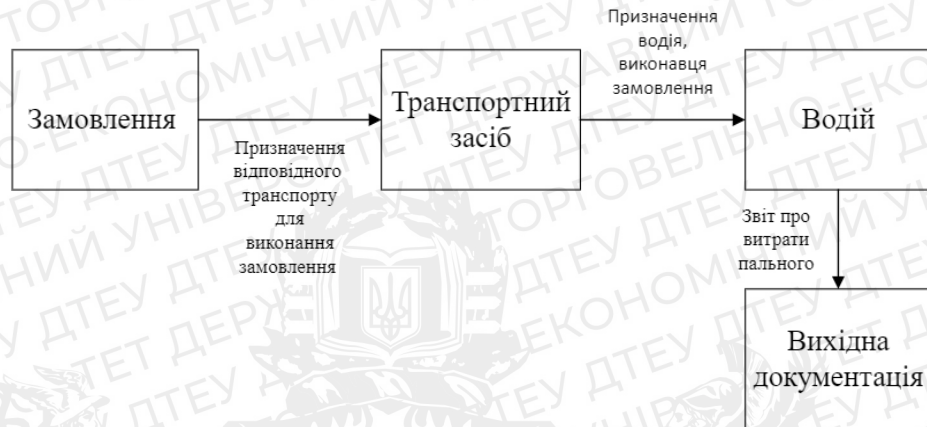 Замовлення
Призначення
відповідного
транспорту
для
виконання
замовлення
Транспортний
засіб
Призначення
водія,
виконавця
замовлення
Водій
Звіт про
витрати
пального
Вихідна
документація